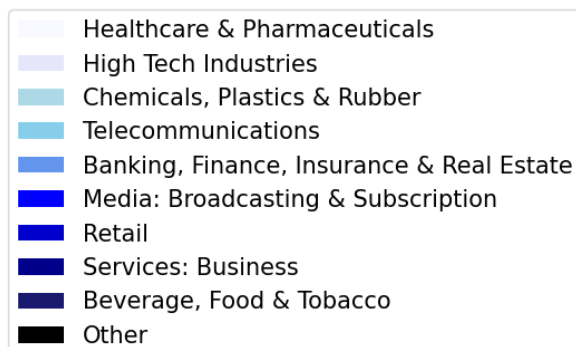 Healthcare & Pharmaceuticals
High Tech Industries
Chemicals, Plastics & Rubber
Telecommunications
Banking, Finance, Insurance & Real Estate
Media: Broadcasting & Subscription
Retail
Services: Business
Beverage, Food & Tobacco
Other